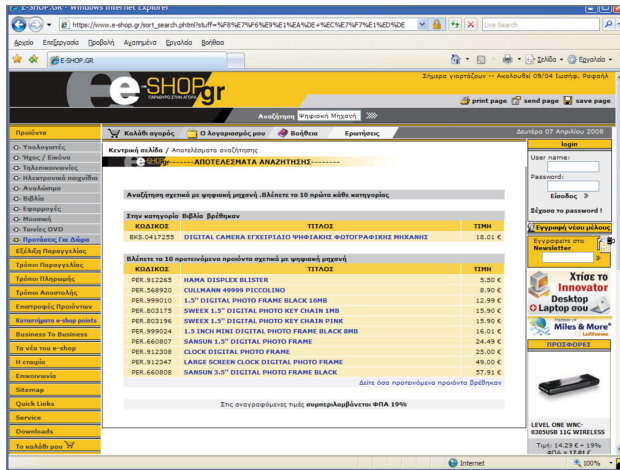 E-SHOP.GR - Windows Internet Explorer
https://www.e-shop.gr/sort_search.phtml?stuff=%F8%E7%F6%E9%E1%EA%DE+%EC%E7%F7%E1%ED%DE
Live Search
Αρχείο Επεξεργασία Προβολή Αγαπημένα Εργαλεία Βοήθεια
E-SHOP.GR
Σελίδα Εργαλεία
Σήμερα γιορτάζουν -- Ακολουθεί 09/04 Ιωσήφ, Ραφαήλ
e-SHOP.gr
ΠΑΡΑΘΥΡΟ ΣΤΗΝ ΑΓΟΡΑ
print page send page save page
Αναζήτηση Ψηφιακή Μηχανή
Προϊόντα
Καλάθι αγοράς Ο λογαριασμός μου Βοήθεια Ερωτήσεις
Δευτέρα 07 Απριλίου 2008
Υπολογιστές
Ήχος / Εικόνα
Τηλεπικοινωνίες
Ηλεκτρονικά παιχνίδια
Αναλώσιμα
Βιβλία
Εφαρμογές
Μουσική
Ταινίες DVD
Προτάσεις Για Δώρα
Εξέλιξη Παραγγελίας
Τρόποι Παραγγελίας
Τρόποι Πληρωμής
Τρόποι Αποστολής
Επιστροφές Προϊόντων
Καταστήματα e-shop points
Business To Business
Τα νέα του e-shop
Η εταιρία
Επικοινωνία
Sitemap
Quick Links
Service
Downloads
Το καλάθι μου
Κεντρική σελίδα / Αποτελέσματα αναζήτησης
-------ΑΠΟΤΕΛΕΣΜΑΤΑ ΑΝΑΖΗΤΗΣΗΣ--------
Αναζήτηση σχετικά με ψηφιακή μηχανή .Βλέπετε τα 10 πρώτα κάθε κατηγορίας
Στην κατηγορία Βιβλία βρέθηκαν
ΚΩΔΙΚΟΣ ΤΙΤΛΟΣ ΤΙΜΗ
BKS.0417255 DIGITAL CAMERA ΕΓΧΕΙΡΙΔΙΟ ΨΗΦΙΑΚΗΣ ΦΩΤΟΓΡΑΦΙΚΗΣ ΜΗΧΑΝΗΣ 18.01 €
Βλέπετε τα 10 προτεινόμενα προιόντα σχετικά με ψηφιακή μηχανή
ΚΩΔΙΚΟΣ ΤΙΤΛΟΣ ΤΙΜΗ
PER.912265 HAMA DISPLEX BLISTER 5.50 €
PER.568920 CULLMANN 49999 PICCOLINO 8.90 €
PER.999010 1.5" DIGITAL PHOTO FRAME BLACK 16MB 12.99 €
PER.803175 SWEEX 1.5" DIGITAL PHOTO KEY CHAIN 1MB 15.90 €
PER.803196 SWEEX 1.5" DIGITAL PHOTO KEY CHAIN PINK 15.90 €
PER.999024 1.5 INCH MINI DIGITAL PHOTO FRAME BLACK 8MB 16.01 €
PER.660807 SANSUN 1.5" DIGITAL PHOTO FRAME 24.49 €
PER.912308 CLOCK DIGITAL PHOTO FRAME 25.00 €
PER.912347 LARGE SCREEN CLOCK DIGITAL PHOTO FRAME 49.00 €
PER.660808 SANSUN 3.5" DIGITAL PHOTO FRAME BLACK 57.91 €
Δείτε όσα προτεινόμενα προιόντα βρέθηκαν
Στις αναγραφόμενες τιμές συμπεριλαμβάνεται ΦΠΑ 19%
login
User name:
Password:
Είσοδος
Ξέχασα το password !
Εγγραφή νέου μέλους
Εγγραφείτε στο
Newsletter
Χτίσε το
Innovator
Desktop
Laptop σου
Partner of
Miles & More
Lufthansa
ΠΡΟΣΦΟΡΕΣ
LEVEL ONE WNC-
0305USB 11G WIRELESS
Τιμή: 14.29 € + 19%
ΦΠΑ = 17.01 €
Internet
100%